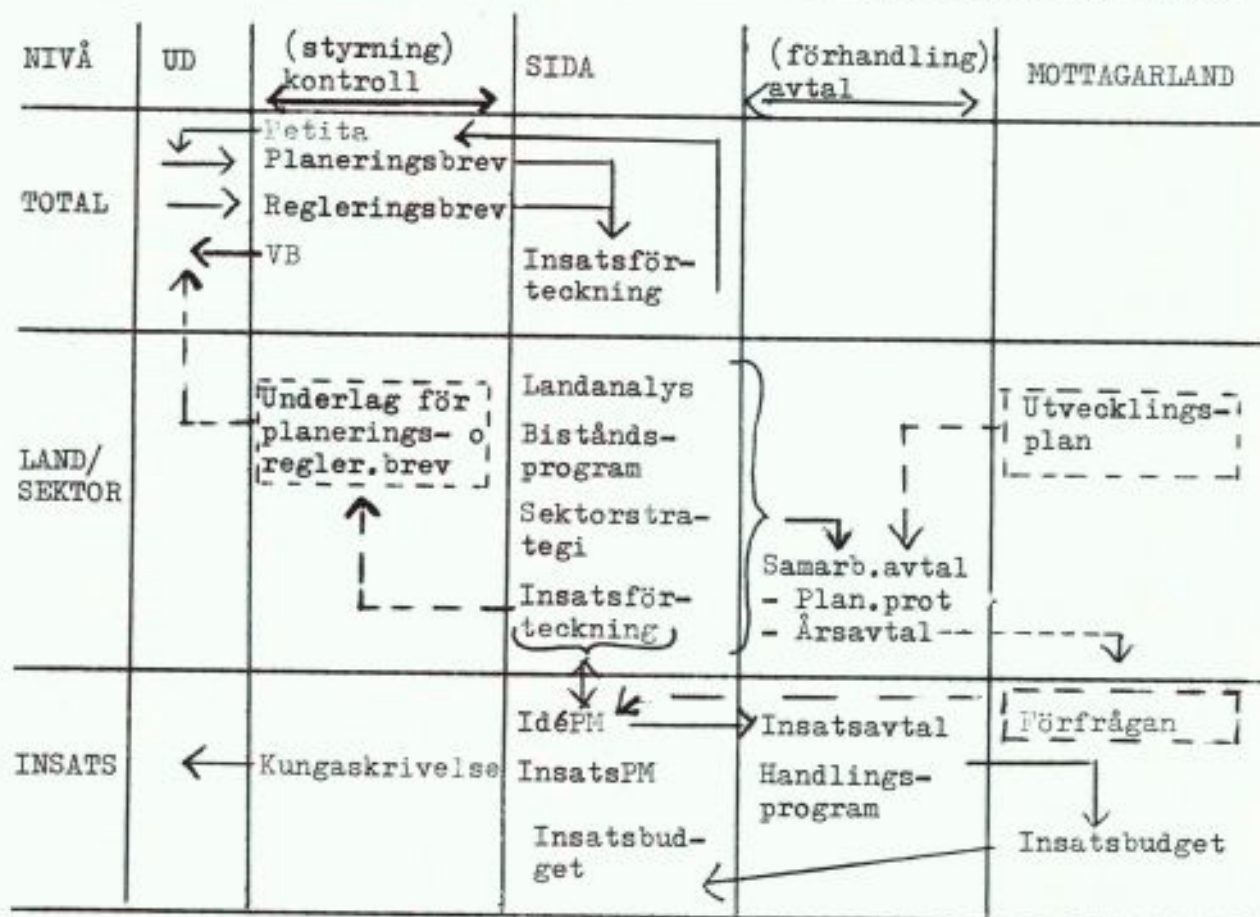 NIVÅ
UD
(styrning)
kontroll
SIDA
(förhandling)
avtal
MOTTAGARLAND
TOTAL
Petita
Planeringsbrev
Regleringsbrev
VB
Insatsför-
teckning
LAND/
SEKTOR
Underlag för
planerings- o
regler.brev
Landanalys
Bistånds-
program
Sektorstra-
tegi
Insatsför-
teckning
Samarb.avtal
- Plan.prot
- Årsavtal
Utvecklings-
plan
INSATS
Kungaskrivelse
IdéPM
InsatsPM
Insatsbud-
get
Insatsavtal
Handlings-
program
Förfrågan
Insatsbudget